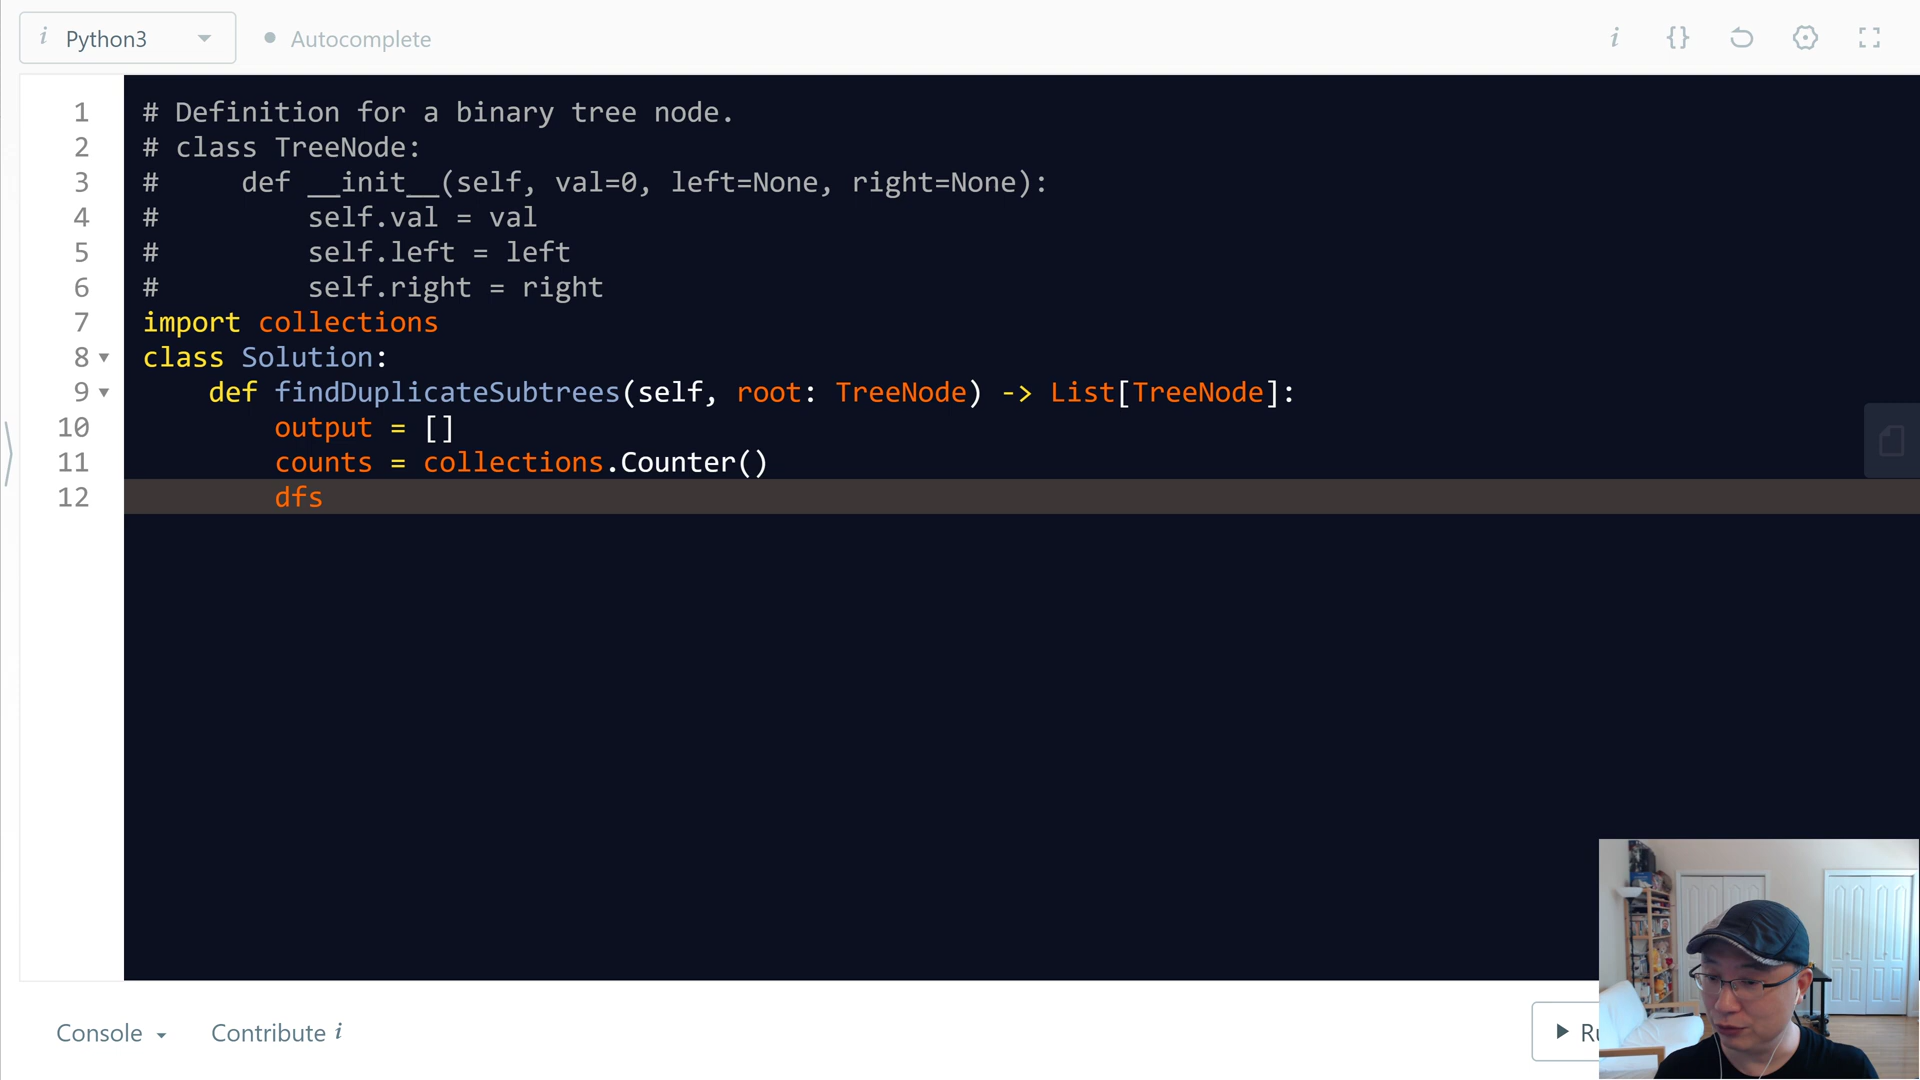 i Python3 Autocomplete i {}
1 # Definition for a binary tree node.
2 # class TreeNode:
3 #     def __init__(self, val=0, left=None, right=None):
4 #         self.val = val
5 #         self.left = left
6 #         self.right = right
7 import collections
8 class Solution:
9     def findDuplicateSubtrees(self, root: TreeNode) -> List[TreeNode]:
10         output = []
11         counts = collections.Counter()
12         dfs
Console Contribute i